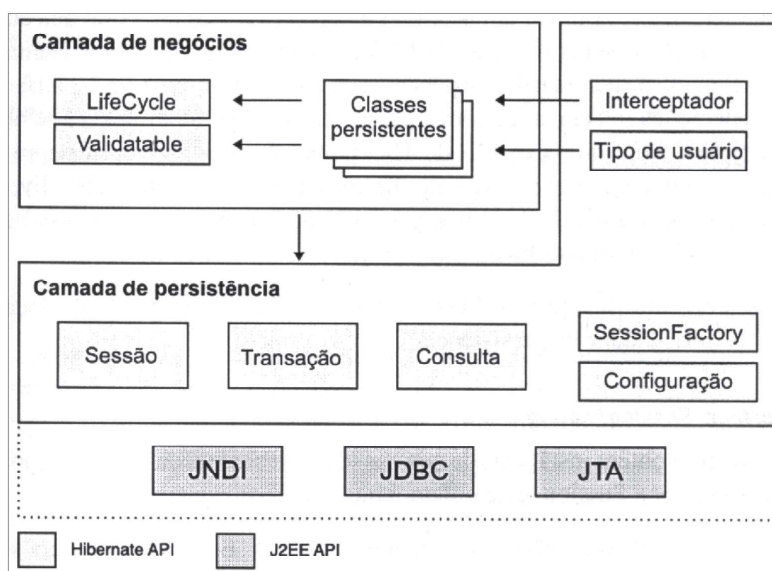 Camada de negócios
LifeCycle
Validatable
Classes
persistentes
Interceptador
Tipo de usuário
Camada de persistência
Sessão
Transação
Consulta
SessionFactory
Configuração
JNDI
JDBC
JTA
Hibernate API
J2EE API